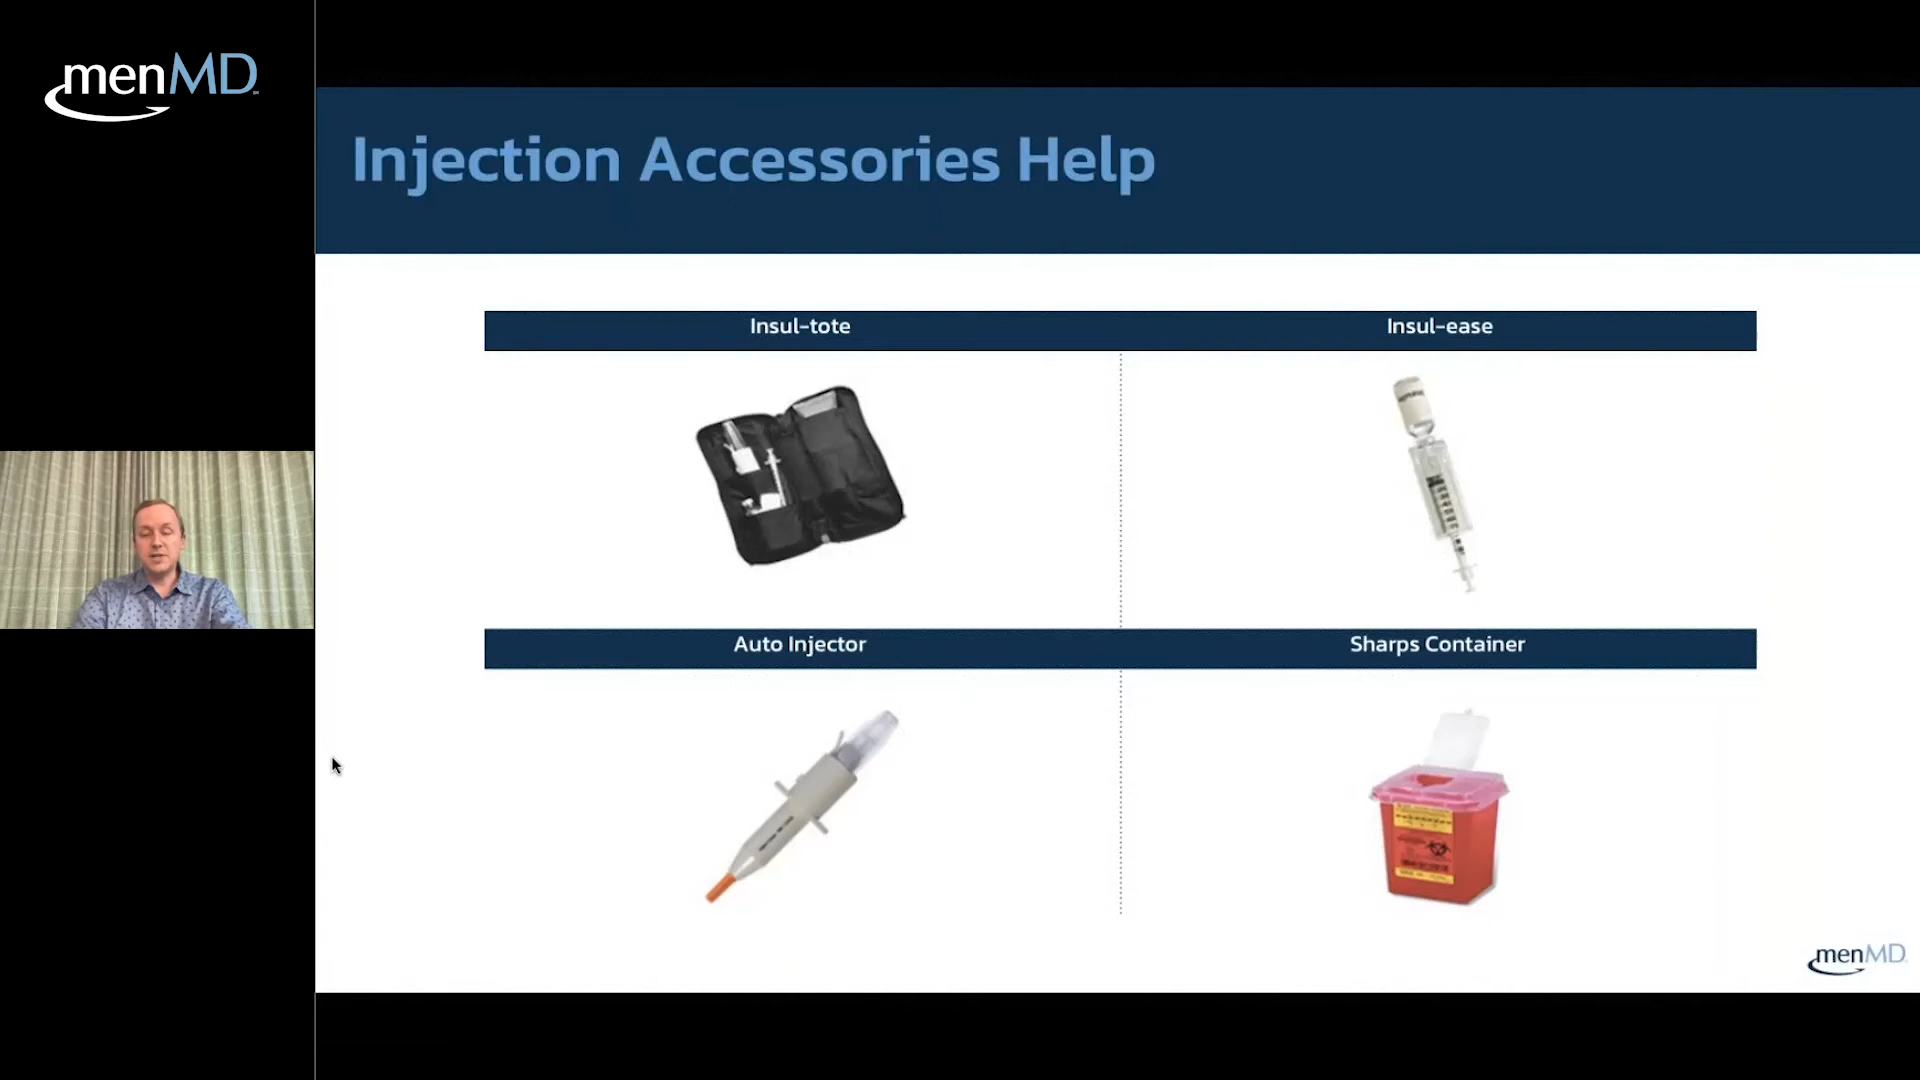 menMD
Injection Accessories Help
Insul-tote
Insul-ease
Auto Injector
Sharps Container
menMD